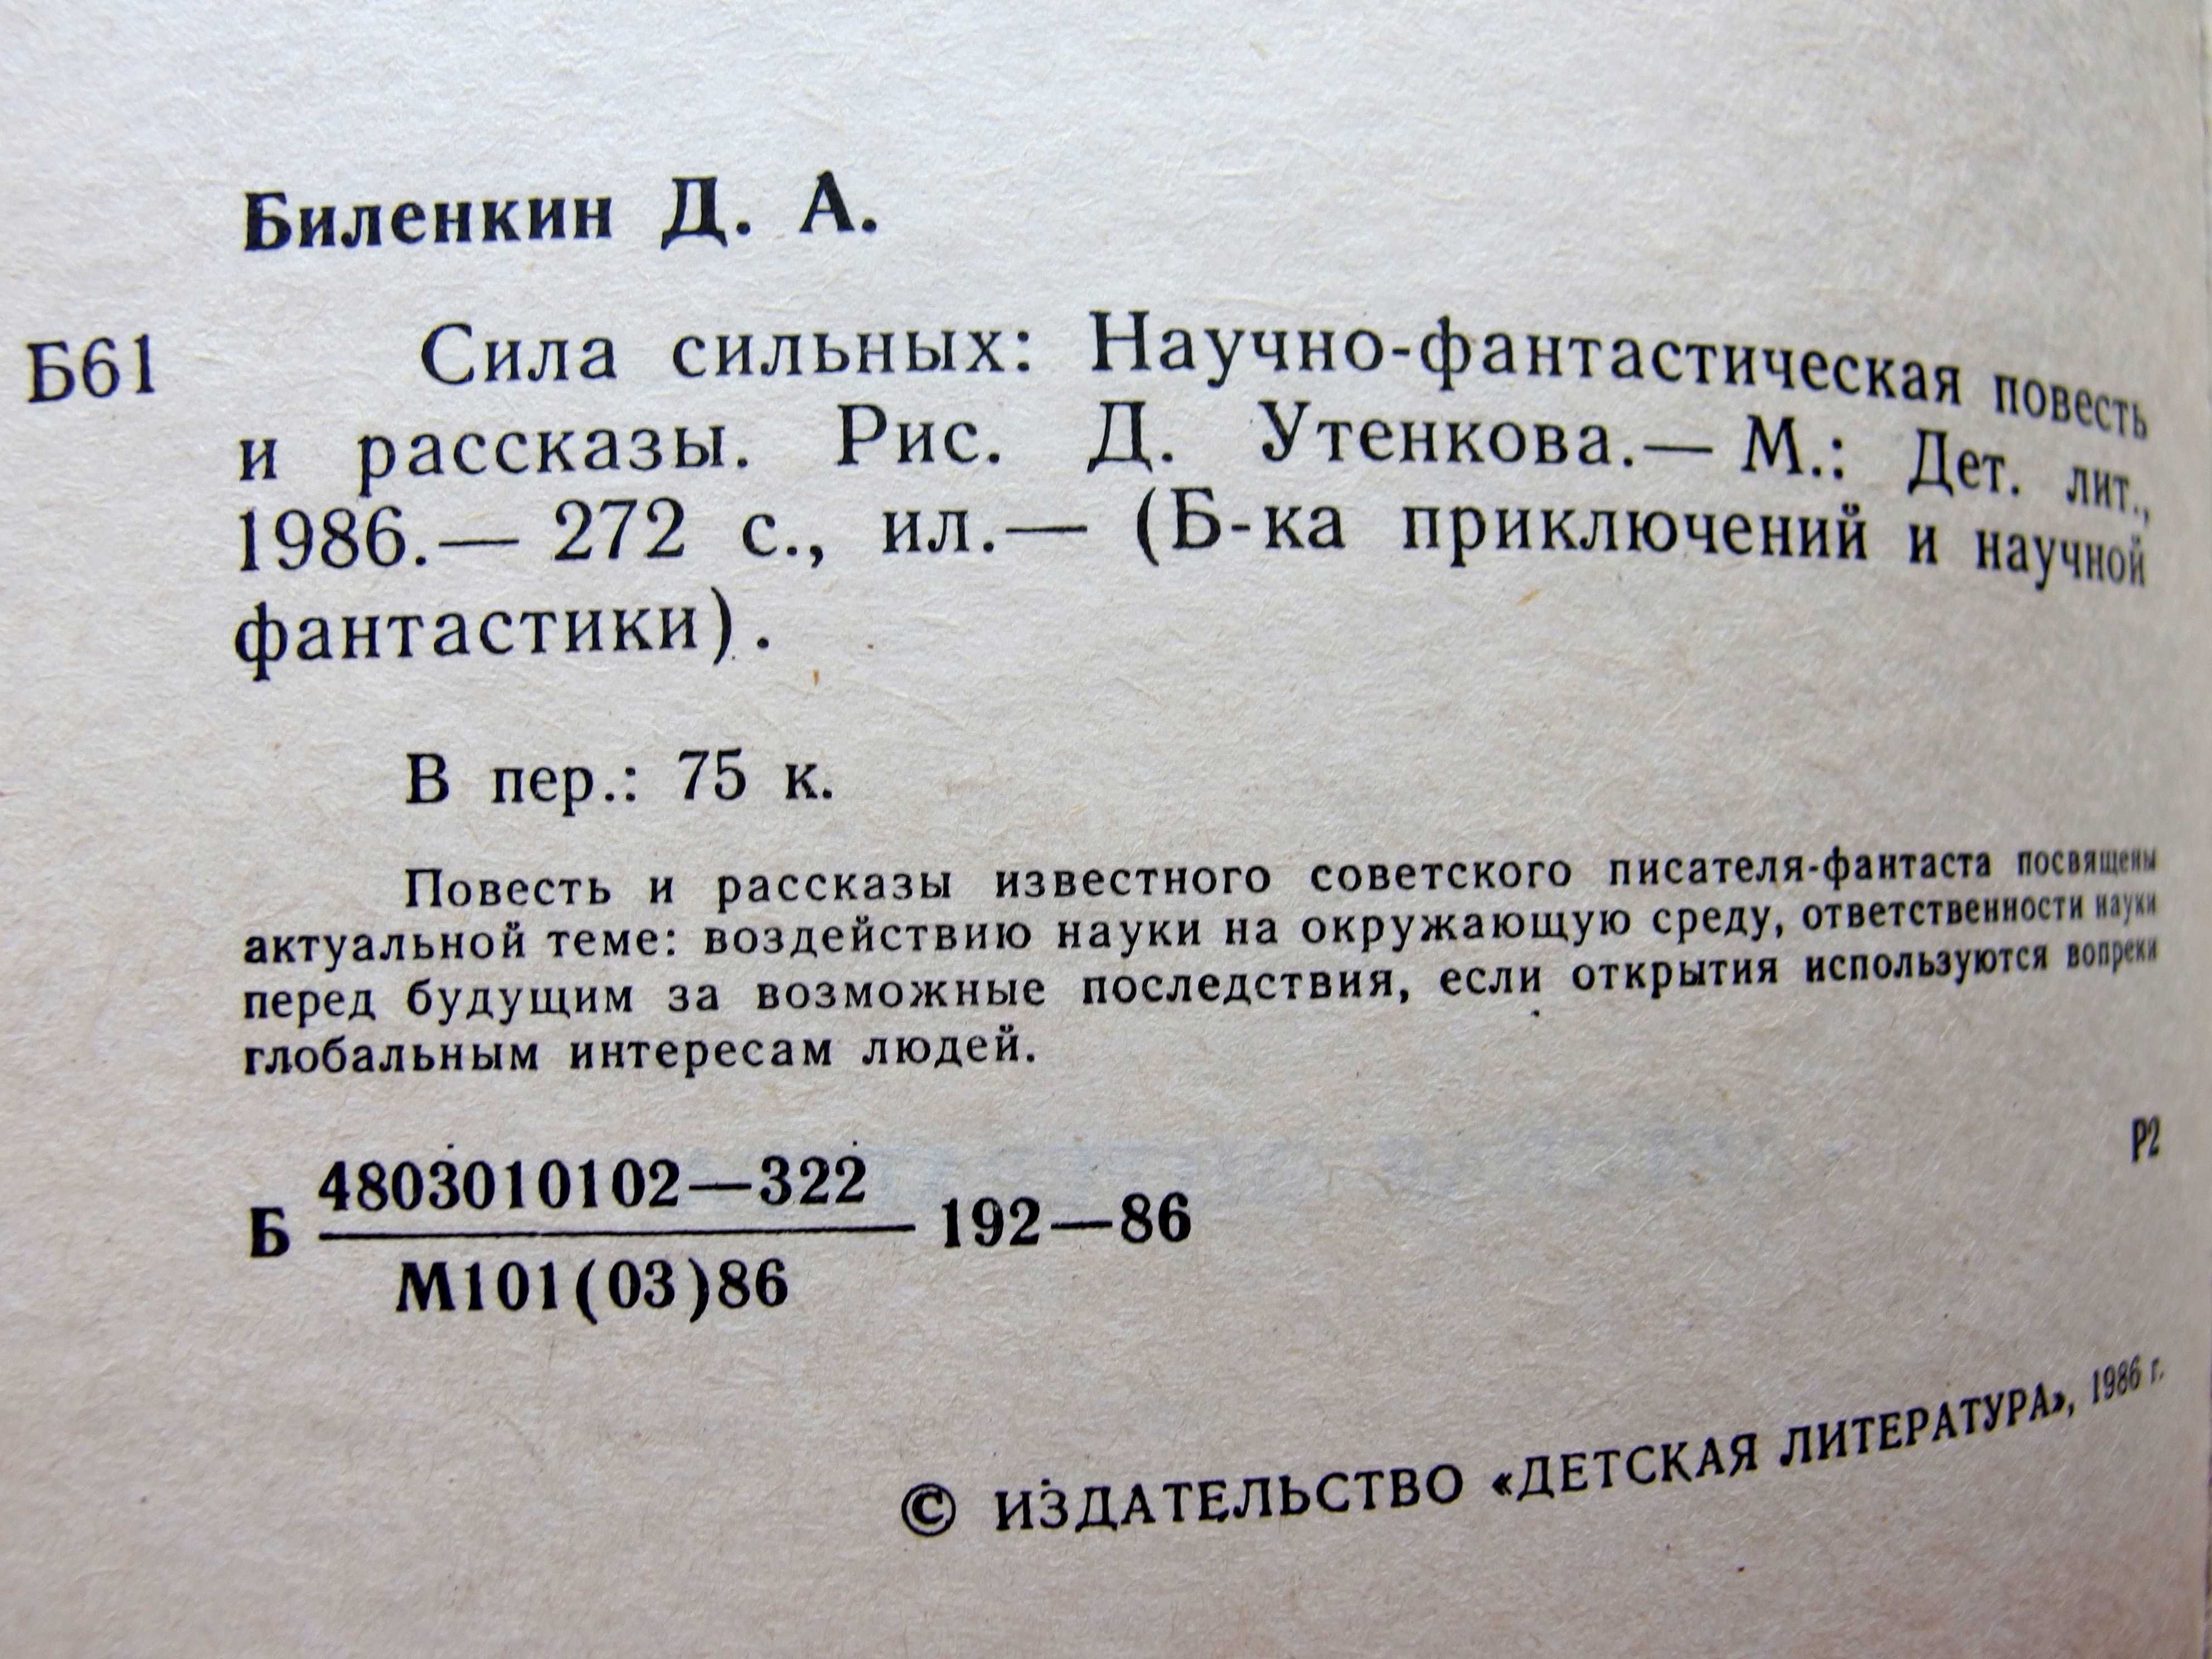 Биленкин Д. А.
Б61 Сила сильных: Научно-фантастическая повесть
и рассказы. Рис. Д. Утенкова.— М.: Дет. лит.,
1986.— 272 с., ил.— (Б-ка приключений и научной
фантастики).
В пер.: 75 к.
Повесть и рассказы известного советского писателя-фантаста посвящены
актуальной теме: воздействию науки на окружающую среду, ответственности науки
перед будущим за возможные последствия, если открытия используются вопреки
глобальным интересам людей.
Р2
4803010102—322
Б 192—86
М101(03)86
© ИЗДАТЕЛЬСТВО «ДЕТСКАЯ ЛИТЕРАТУРА», 1986 г.